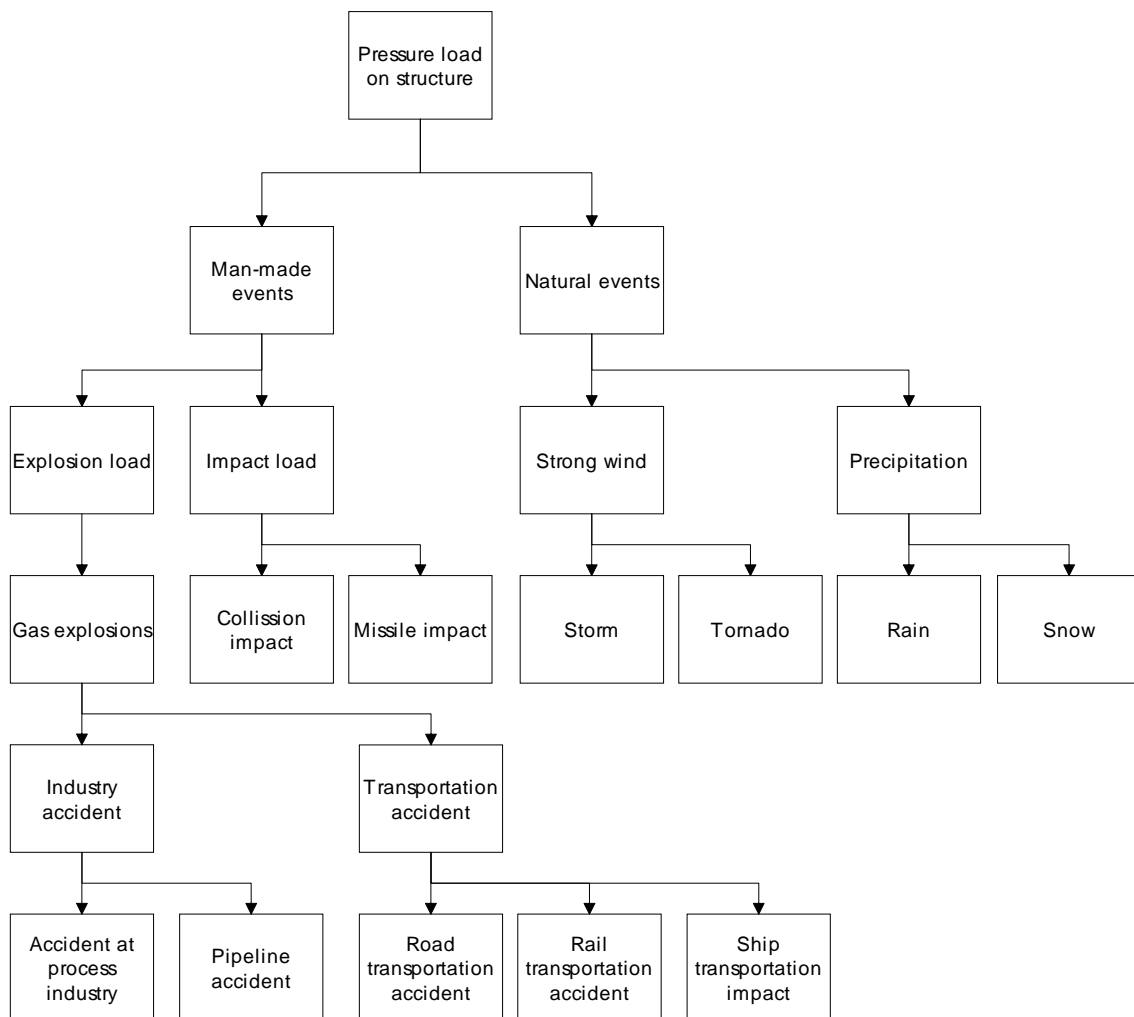 Pressure load
on structure
Man-made
events
Natural events
Explosion load
Impact load
Strong wind
Precipitation
Gas explosions
Collission
impact
Missile impact
Storm
Tornado
Rain
Snow
Industry
accident
Transportation
accident
Accident at
process
industry
Pipeline
accident
Road
transportation
accident
Rail
transportation
accident
Ship
transportation
impact